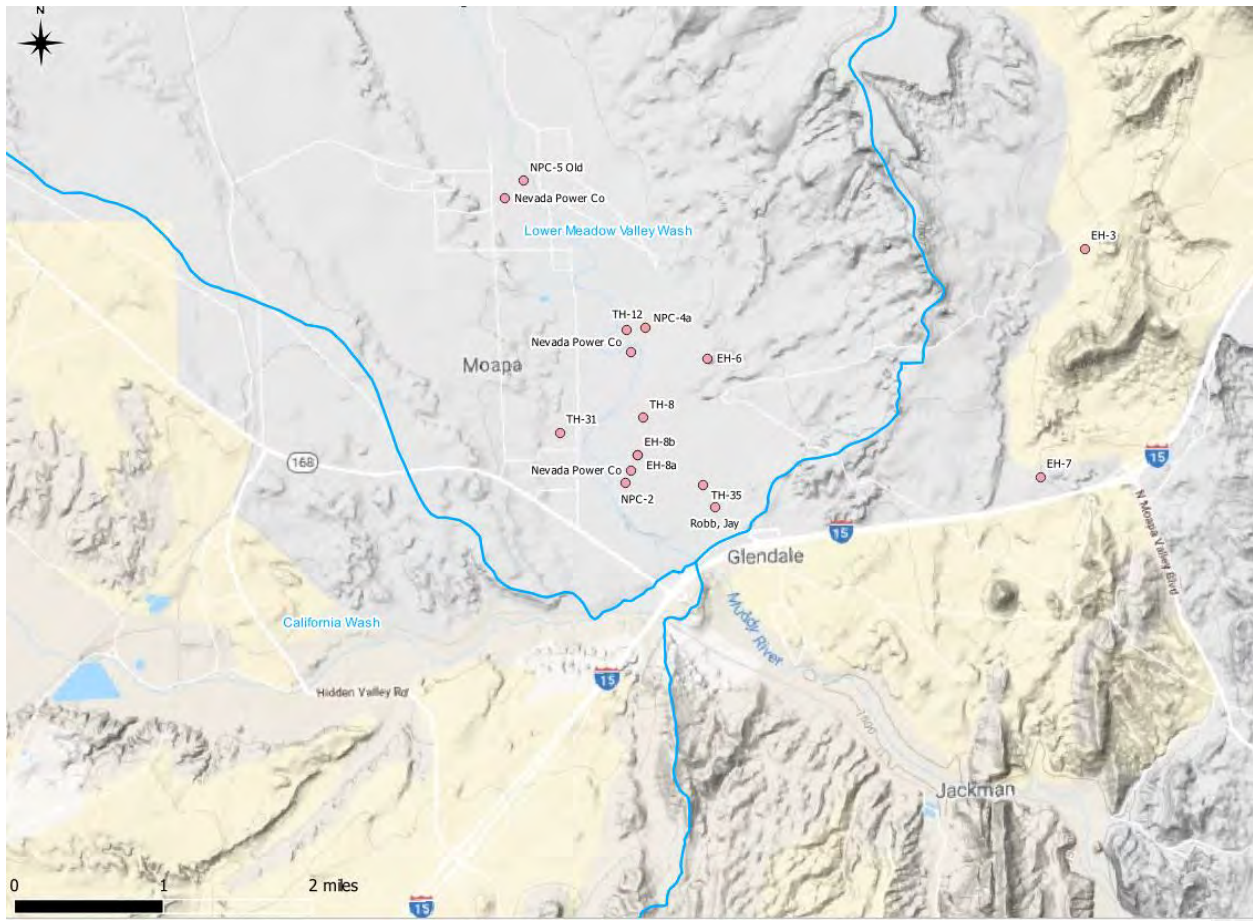 N
NPC-5 Old
Nevada Power Co
Lower Meadow Valley Wash
EH-3
TH-12
NPC-4a
Nevada Power Co
EH-6
Moapa
TH-8
TH-31
EH-8b
168
Nevada Power Co
EH-8a
NPC-2
TH-35
Robb, Jay
EH-7
15
15
N Moapa Valley Blvd
Glendale
Muddy River
California Wash
15
Hidden Valley Rd
Jackman
0 1 2 miles
15